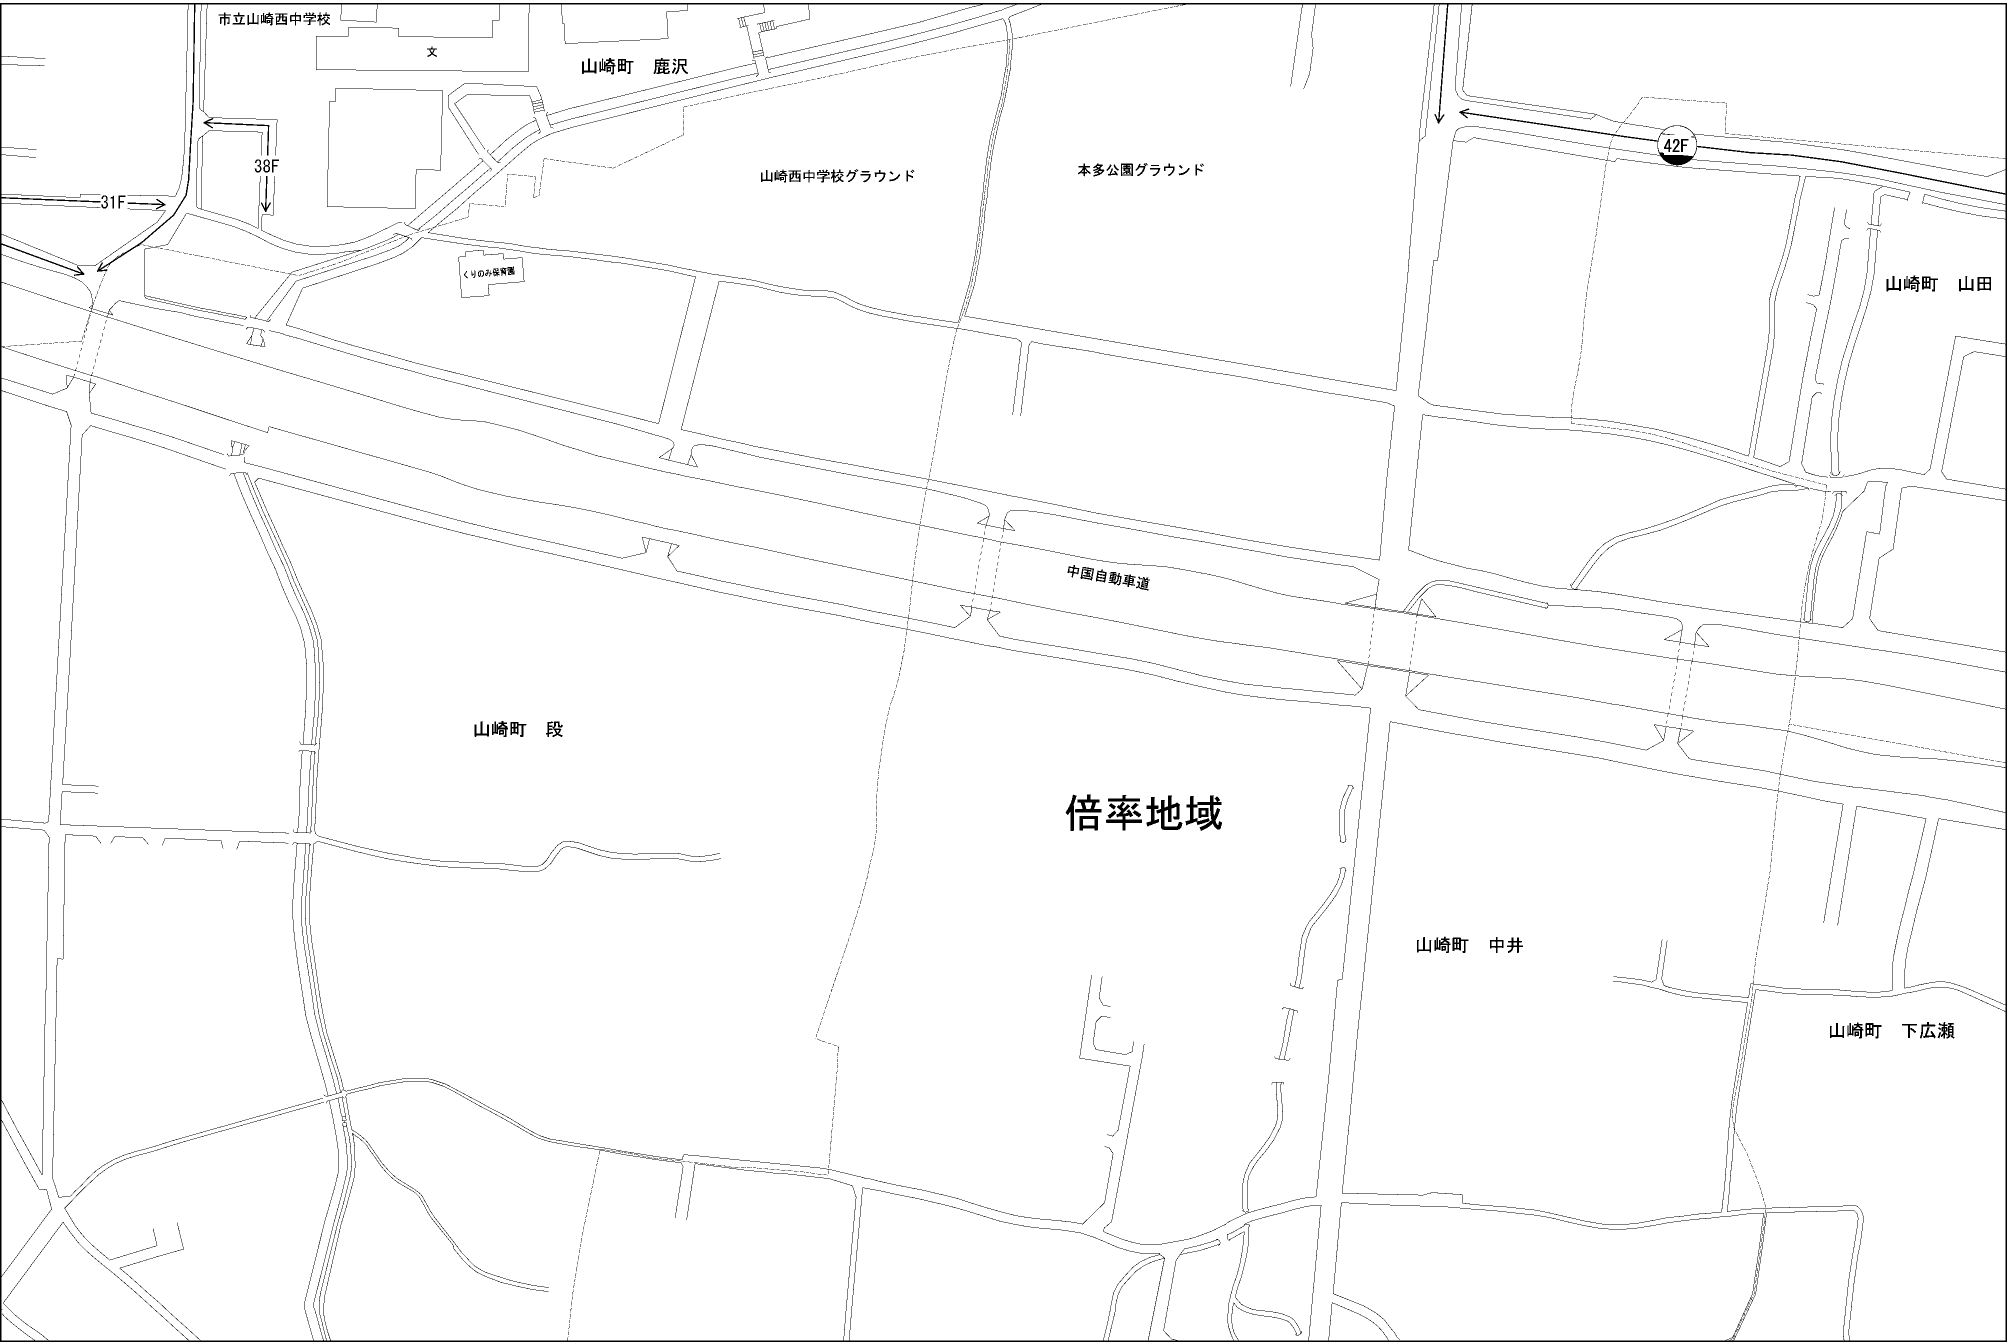 市立山崎西中学校
文
山崎町　鹿沢
38F
31F
山崎西中学校グラウンド
本多公園グラウンド
42F
くりのみ保育園
山崎町　山田
中国自動車道
山崎町　段
倍率地域
山崎町　中井
山崎町　下広瀬